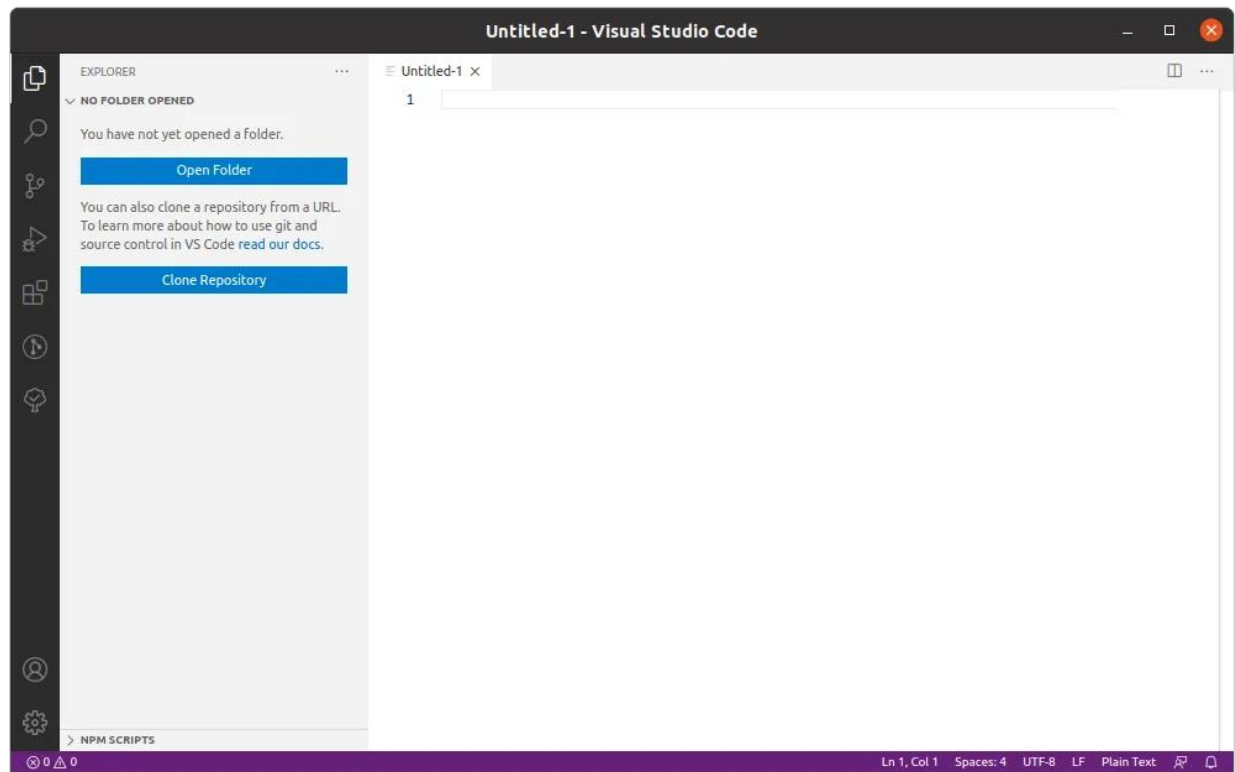 Untitled-1 - Visual Studio Code
EXPLORER
Untitled-1
NO FOLDER OPENED
1
You have not yet opened a folder.
Open Folder
You can also clone a repository from a URL.
To learn more about how to use git and
source control in VS Code read our docs.
Clone Repository
NPM SCRIPTS
0 0
Ln 1, Col 1 Spaces: 4 UTF-8 LF Plain Text